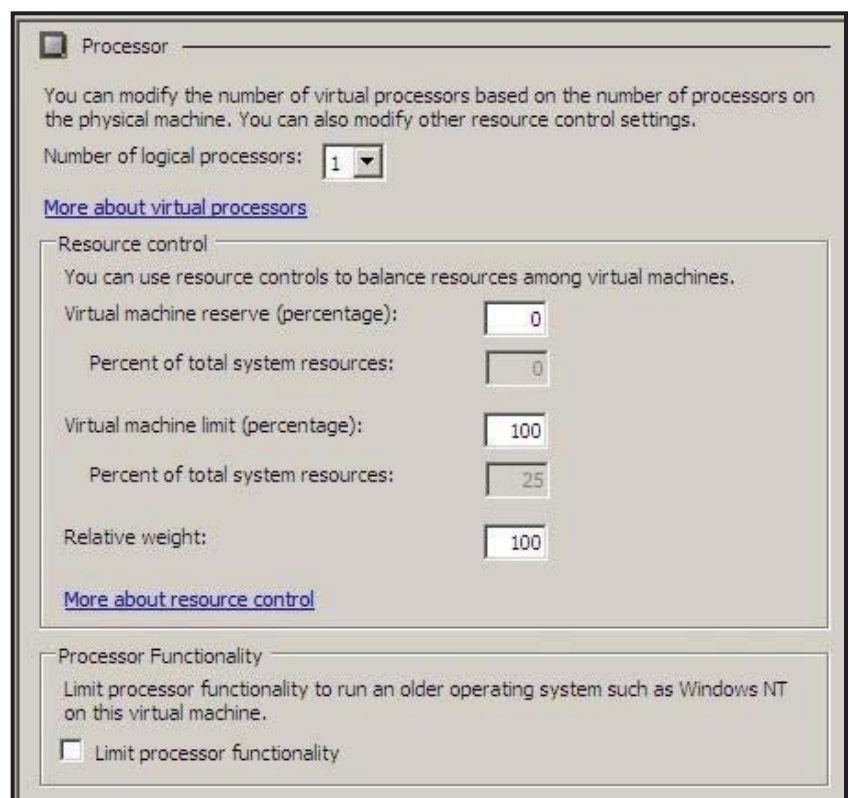 Processor
You can modify the number of virtual processors based on the number of processors on
the physical machine. You can also modify other resource control settings.
Number of logical processors: 1
More about virtual processors
Resource control
You can use resource controls to balance resources among virtual machines.
Virtual machine reserve (percentage): 0
Percent of total system resources: 0
Virtual machine limit (percentage): 100
Percent of total system resources: 25
Relative weight: 100
More about resource control
Processor Functionality
Limit processor functionality to run an older operating system such as Windows NT
on this virtual machine.
Limit processor functionality